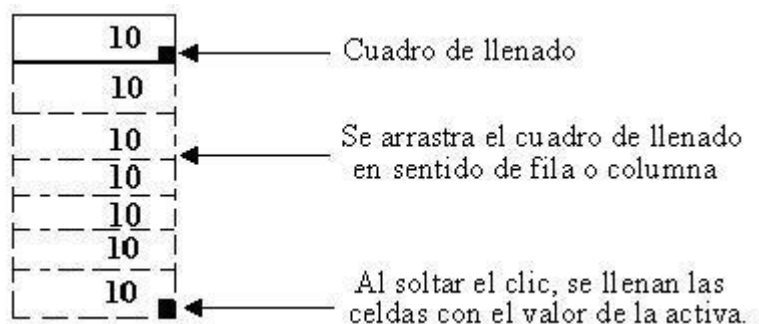 10
Cuadro de llenado
10
10
Se arrastra el cuadro de llenado
en sentido de fila o columna
10
10
10
10
Al soltar el clic, se llenan las
celdas con el valor de la activa.